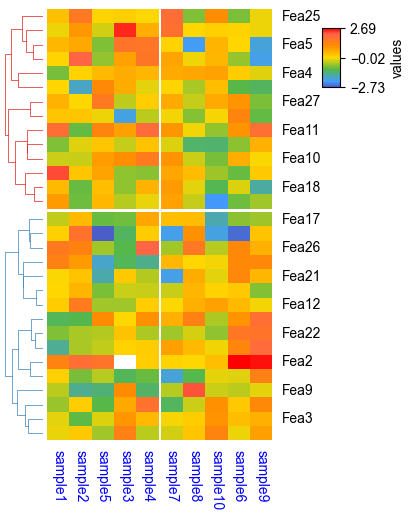 Fea25
Fea5
Fea4
Fea27
Fea11
Fea10
Fea18
Fea17
Fea26
Fea21
Fea12
Fea22
Fea2
Fea9
Fea3
2.69
−0.02
−2.73
values
sample1
sample2
sample5
sample3
sample4
sample7
sample8
sample10
sample6
sample9